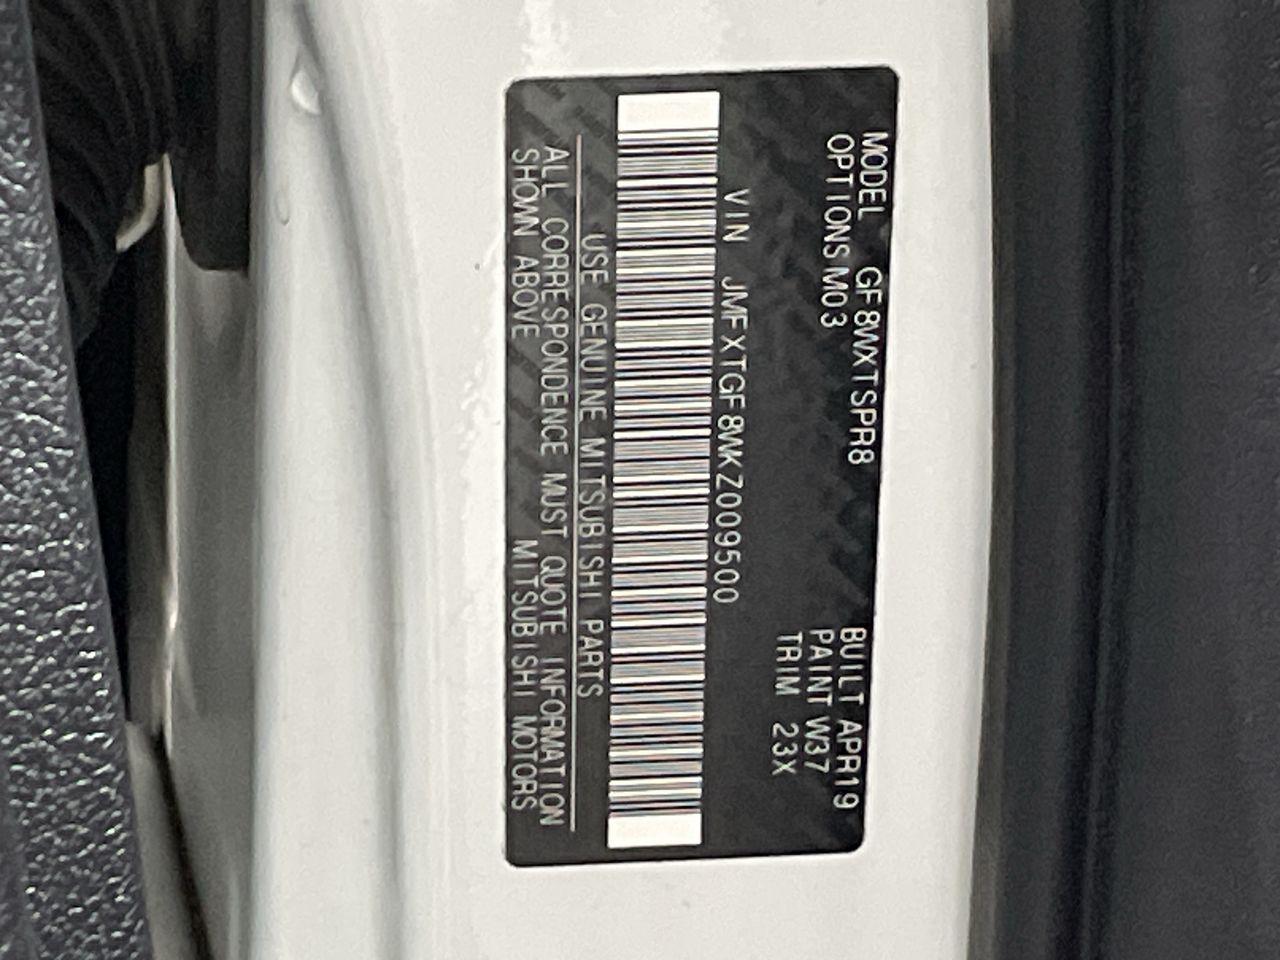 MODEL GF8WXTSPR8 BUILT APR19
OPTIONS M03 PAINT W37
TRIM 23X
VIN JMFXTGF8WKZ009500
USE GENUINE MITSUBISHI PARTS
ALL CORRESPONDENCE MUST QUOTE INFORMATION
SHOWN ABOVE MITSUBISHI MOTORS